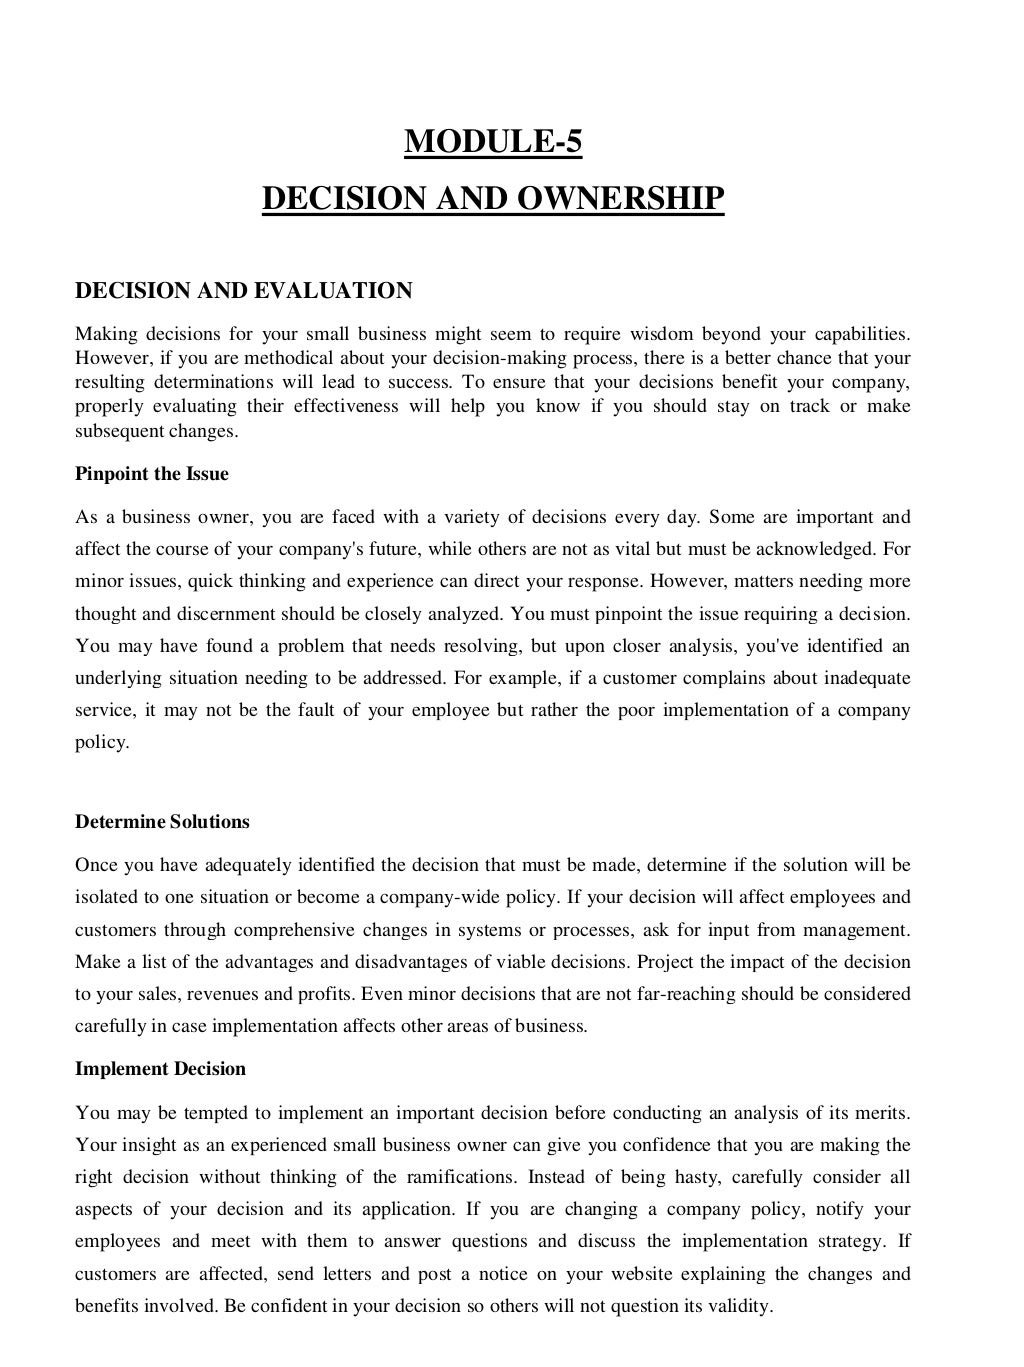 MODULE-5
DECISION AND OWNERSHIP
DECISION AND EVALUATION
Making decisions for your small business might seem to require wisdom beyond your capabilities.
However, if you are methodical about your decision-making process, there is a better chance that your
resulting determinations will lead to success. To ensure that your decisions benefit your company,
properly evaluating their effectiveness will help you know if you should stay on track or make
subsequent changes.
Pinpoint the Issue
As a business owner, you are faced with a variety of decisions every day. Some are important and
affect the course of your company's future, while others are not as vital but must be acknowledged. For
minor issues, quick thinking and experience can direct your response. However, matters needing more
thought and discernment should be closely analyzed. You must pinpoint the issue requiring a decision.
You may have found a problem that needs resolving, but upon closer analysis, you've identified an
underlying situation needing to be addressed. For example, if a customer complains about inadequate
service, it may not be the fault of your employee but rather the poor implementation of a company
policy.
Determine Solutions
Once you have adequately identified the decision that must be made, determine if the solution will be
isolated to one situation or become a company-wide policy. If your decision will affect employees and
customers through comprehensive changes in systems or processes, ask for input from management.
Make a list of the advantages and disadvantages of viable decisions. Project the impact of the decision
to your sales, revenues and profits. Even minor decisions that are not far-reaching should be considered
carefully in case implementation affects other areas of business.
Implement Decision
You may be tempted to implement an important decision before conducting an analysis of its merits.
Your insight as an experienced small business owner can give you confidence that you are making the
right decision without thinking of the ramifications. Instead of being hasty, carefully consider all
aspects of your decision and its application. If you are changing a company policy, notify your
employees and meet with them to answer questions and discuss the implementation strategy. If
customers are affected, send letters and post a notice on your website explaining the changes and
benefits involved. Be confident in your decision so others will not question its validity.